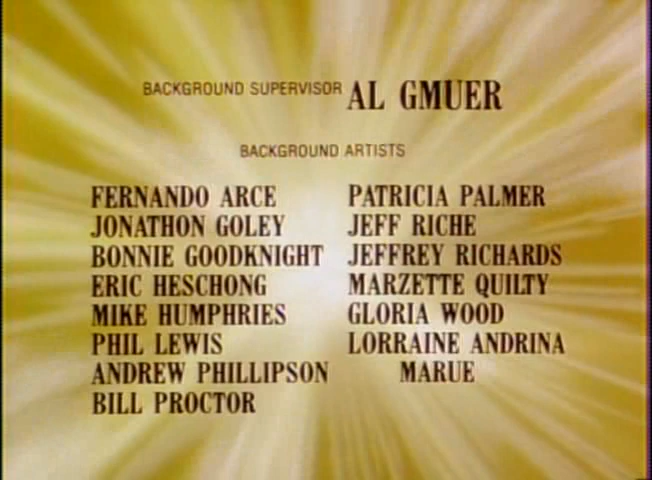 BACKGROUND SUPERVISOR AL GMUER
BACKGROUND ARTISTS
FERNANDO ARCE
JONATHON GOLEY
BONNIE GOODKNIGHT
ERIC HESCHONG
MIKE HUMPHRIES
PHIL LEWIS
ANDREW PHILLIPSON
BILL PROCTOR
PATRICIA PALMER
JEFF RICHE
JEFFREY RICHARDS
MARZETTE QUILTY
GLORIA WOOD
LORRAINE ANDRINA
MARUE